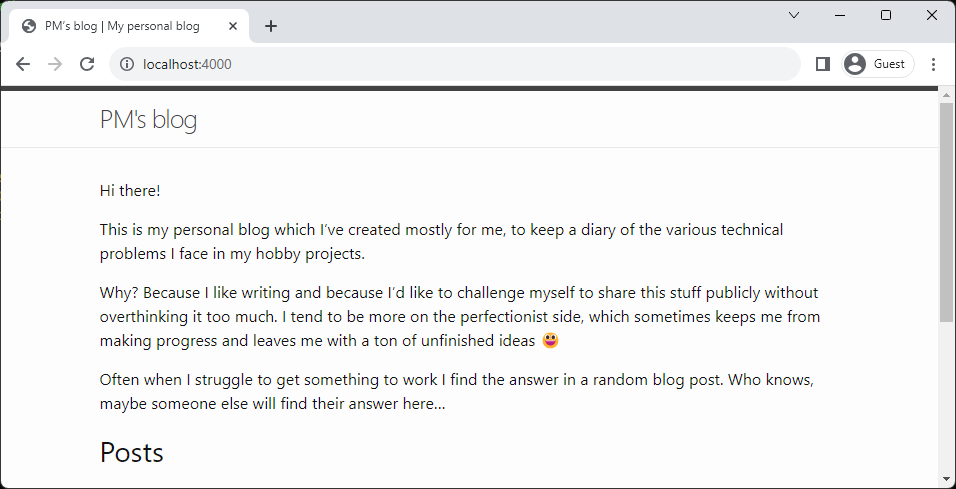 PM's blog | My personal blog
localhost:4000
Guest
PM's blog
Hi there!
This is my personal blog which I've created mostly for me, to keep a diary of the various technical
problems I face in my hobby projects.
Why? Because I like writing and because I'd like to challenge myself to share this stuff publicly without
overthinking it too much. I tend to be more on the perfectionist side, which sometimes keeps me from
making progress and leaves me with a ton of unfinished ideas 😃
Often when I struggle to get something to work I find the answer in a random blog post. Who knows,
maybe someone else will find their answer here…
Posts